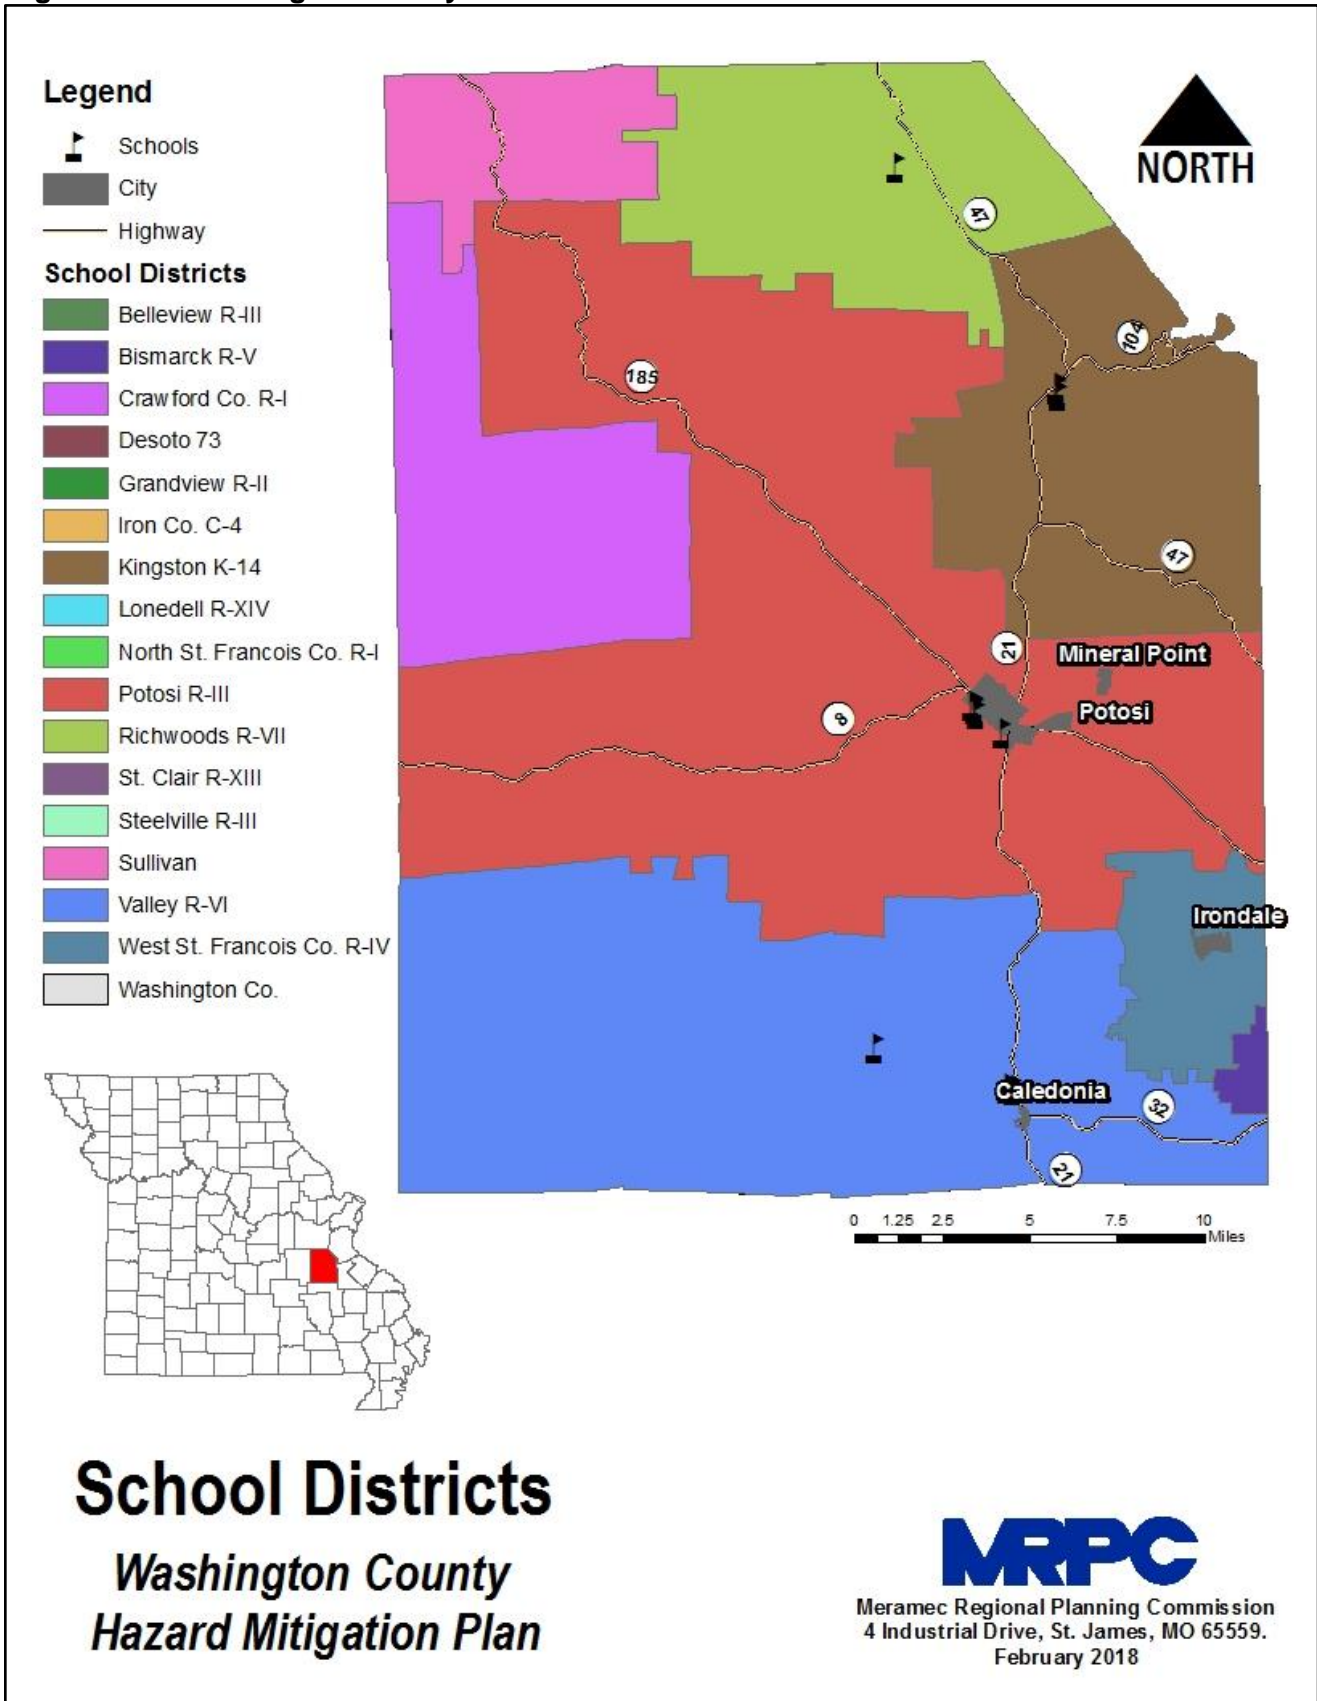 Legend
Schools
City
Highway
School Districts
Belleview R-III
Bismarck R-V
Crawford Co. R-I
Desoto 73
Grandview R-II
Iron Co. C-4
Kingston K-14
Lonedell R-XIV
North St. Francois Co. R-I
Potosi R-III
Richwoods R-VII
St. Clair R-XIII
Steelville R-III
Sullivan
Valley R-VI
West St. Francois Co. R-IV
Washington Co.
NORTH
47
104
185
47
21
Mineral Point
Potosi
8
Irondale
Caledonia
32
21
0 1.25 2.5 5 7.5 10
Miles
School Districts
Washington County
Hazard Mitigation Plan
MRPC
Meramec Regional Planning Commission
4 Industrial Drive, St. James, MO 65559.
February 2018